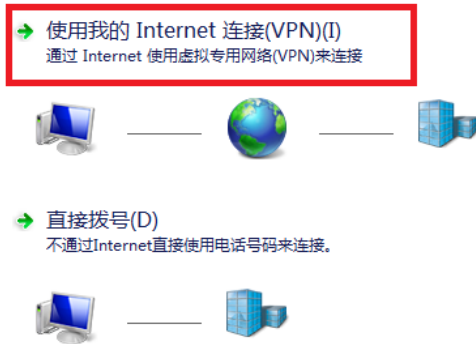 使用我的 Internet 连接(VPN)(I)
通过 Internet 使用虚拟专用网络(VPN)来连接
直接拨号(D)
不通过Internet直接使用电话号码来连接。